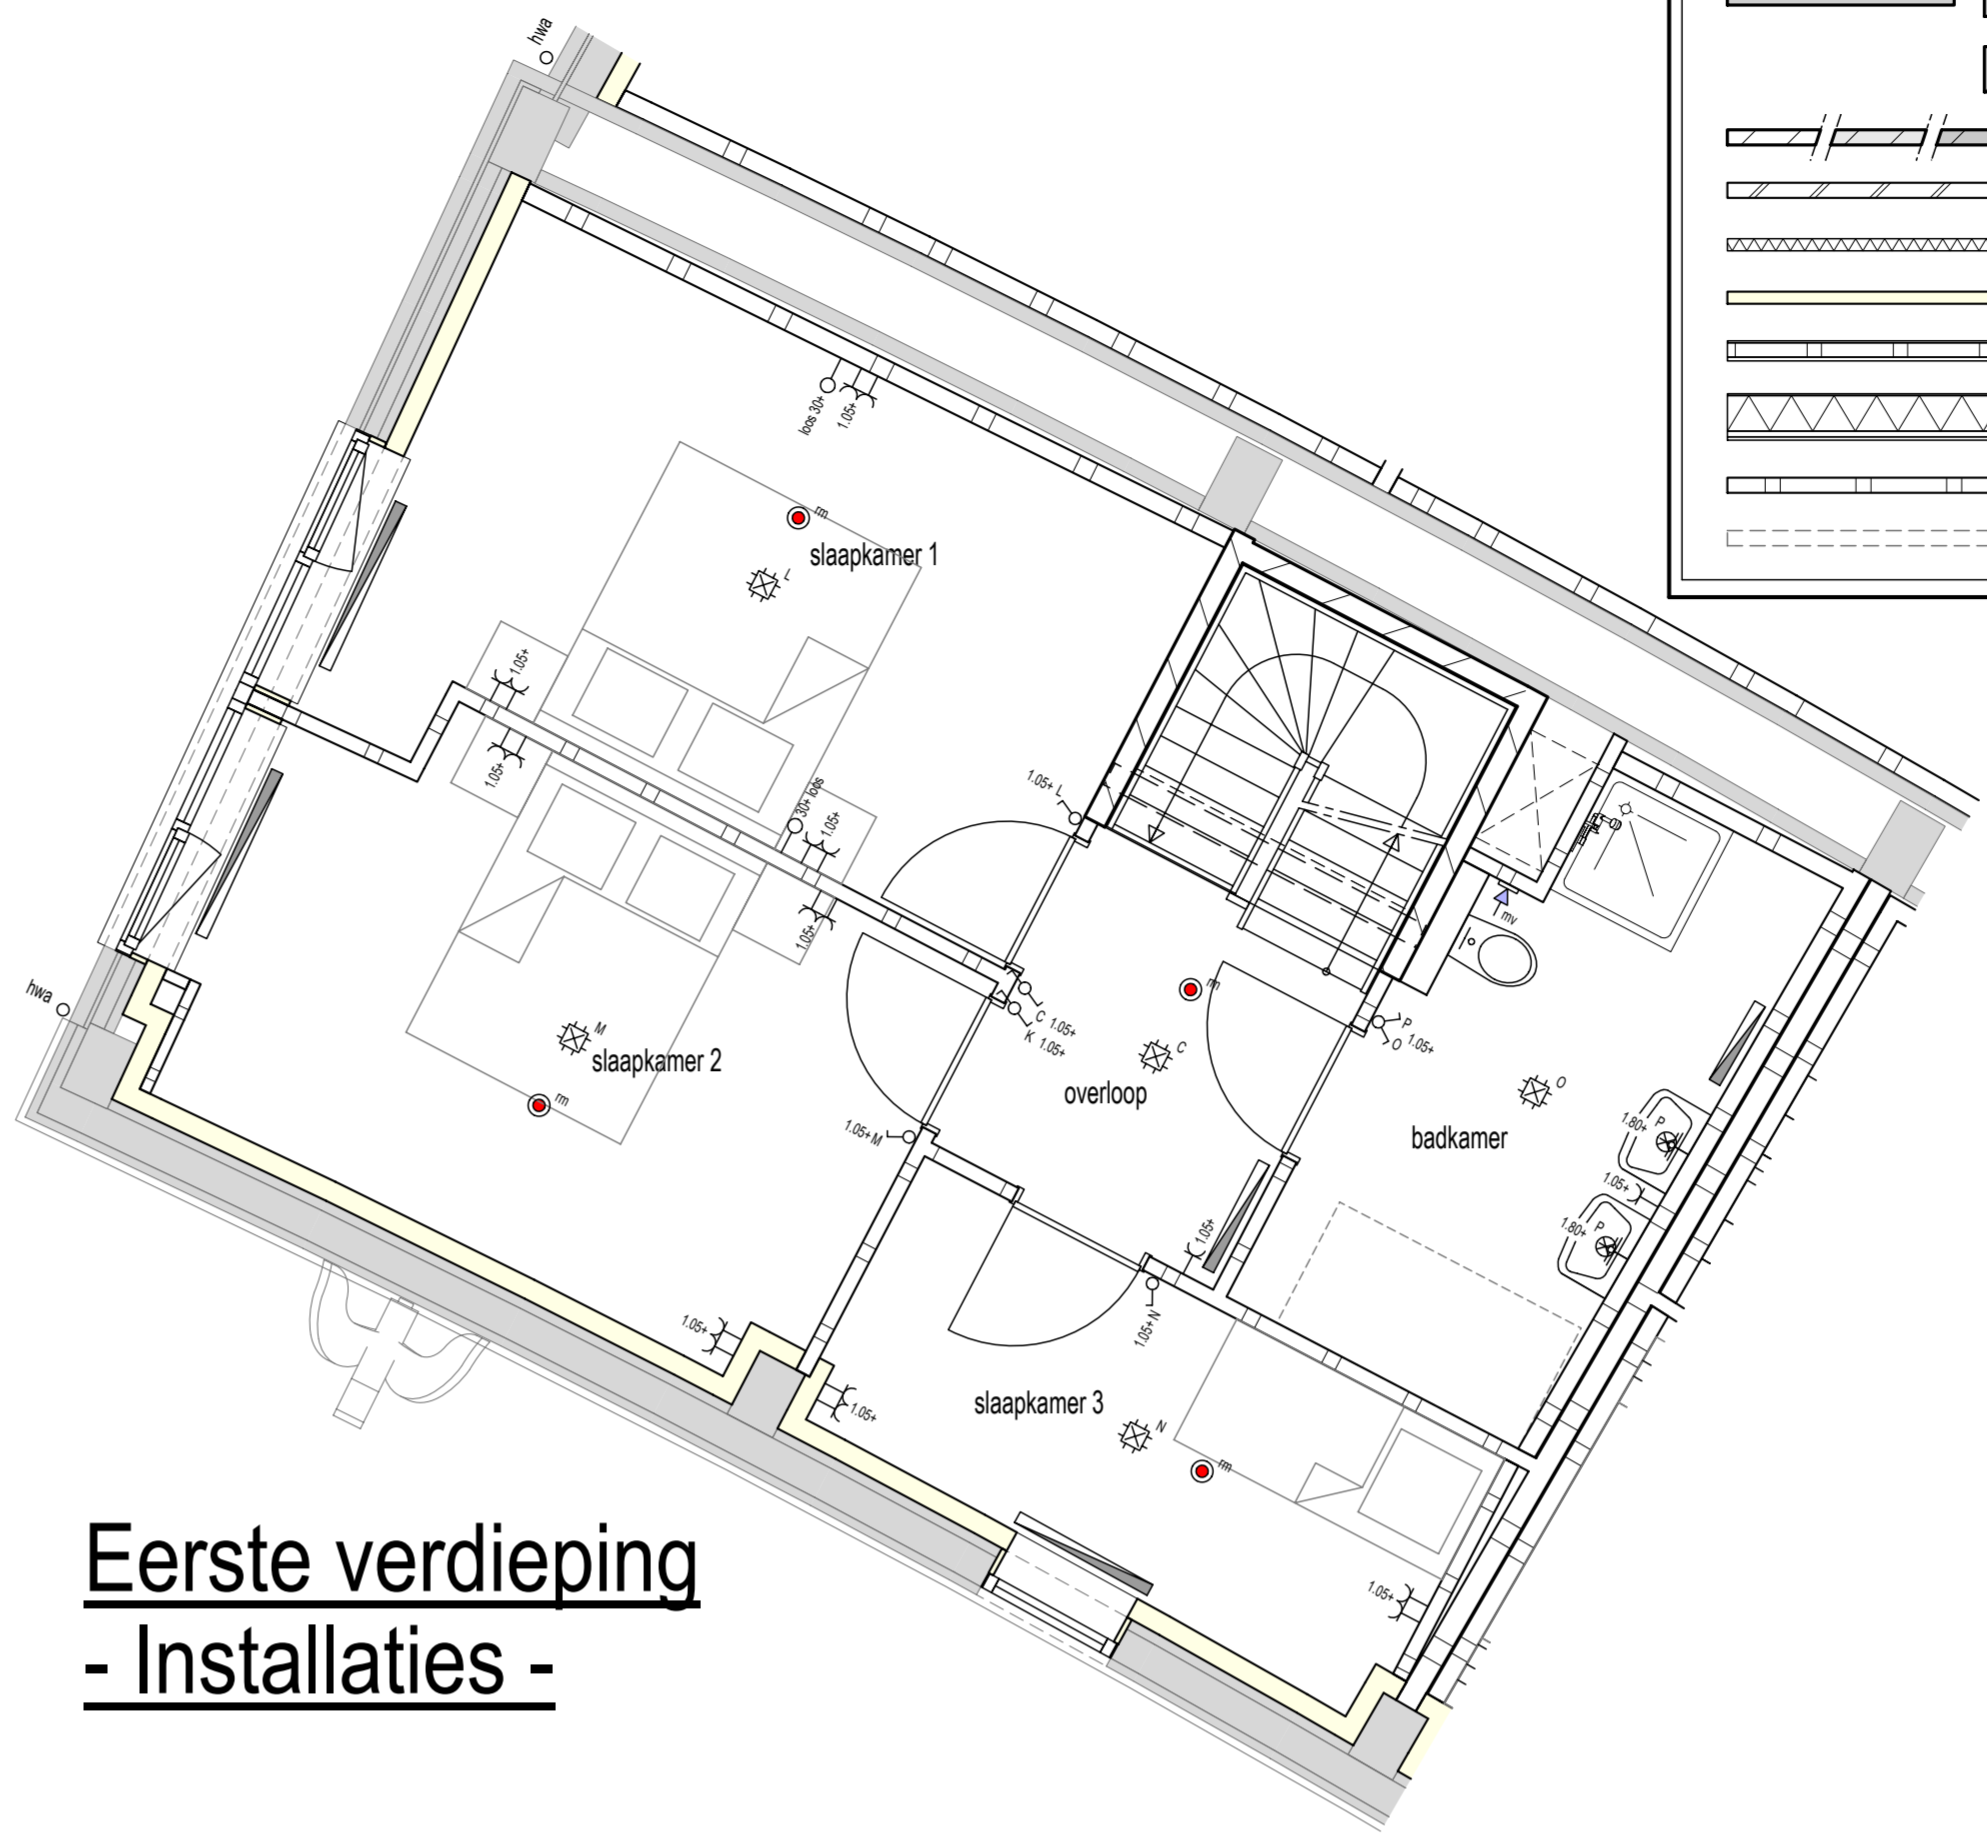 hwa
loos 30+
1.05+
rm
slaapkamer 1
L
1.05+
1.05+
30+ loos
1.05+
1.05+
1.05+ L
mv
hwa
M
slaapkamer 2
rm
1.05+ M
C 1.05+
K 1.05+
rm
C
overloop
P
O 1.05+
O
badkamer
1.80+ P
1.05+
1.80+ P
1.05+
1.05+ N
1.05+
1.05+
slaapkamer 3
N
rm
1.05+
Eerste verdieping
- Installaties -